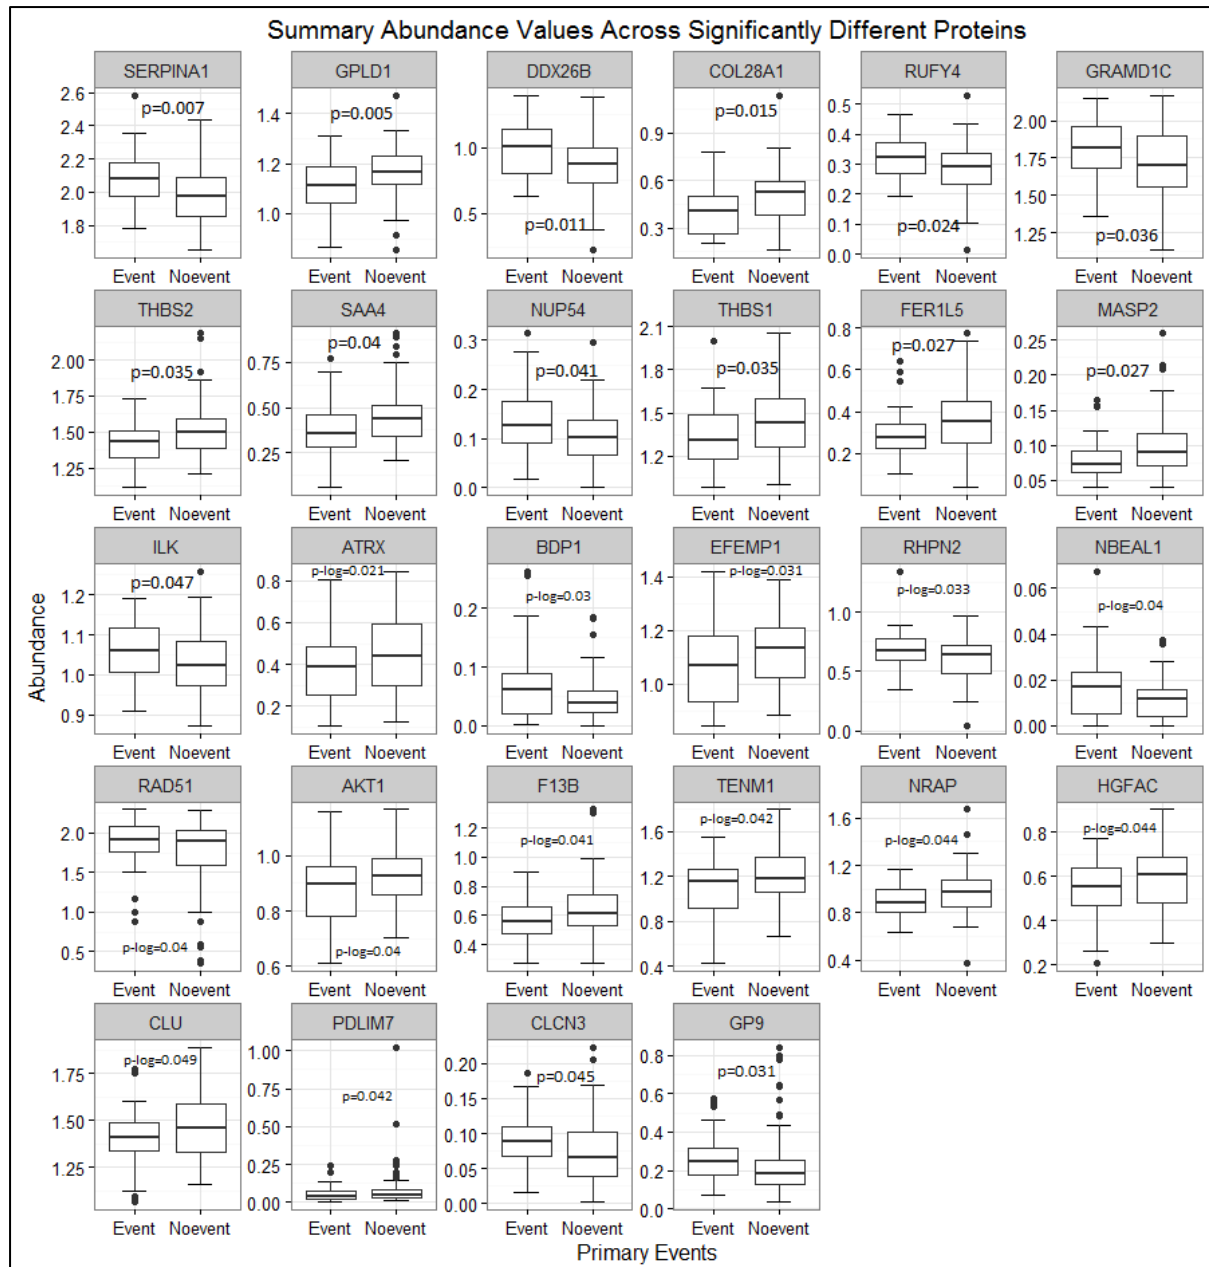 Summary Abundance Values Across Significantly Different Proteins
SERPINA1 GPLD1 DDX26B COL28A1 RUFY4 GRAMD1C
p=0.007 p=0.005 p=0.011 p=0.015 p=0.024 p=0.036
2.6 2.4 2.2 2.0 1.8
1.4 1.2 1.0
1.0 0.5
0.9 0.6 0.3
0.5 0.4 0.3 0.2 0.1 0.0
2.00 1.75 1.50 1.25
Event Noevent Event Noevent Event Noevent Event Noevent Event Noevent Event Noevent
THBS2 SAA4 NUP54 THBS1 FER1L5 MASP2
p=0.035 p=0.04 p=0.041 p=0.035 p=0.027 p=0.027
2.00 1.75 1.50 1.25
0.75 0.50 0.25
0.3 0.2 0.1 0.0
2.1 1.8 1.5 1.2
0.8 0.6 0.4 0.2
0.25 0.20 0.15 0.10 0.05
Event Noevent Event Noevent Event Noevent Event Noevent Event Noevent Event Noevent
ILK ATRX BDP1 EFEMP1 RHPN2 NBEAL1
p=0.047 p-log=0.021 p-log=0.03 p-log=0.031 p-log=0.033 p-log=0.04
1.2 1.1 1.0 0.9
0.8 0.6 0.4 0.2
0.2 0.1 0.0
1.4 1.2 1.0
1.0 0.5 0.0
0.06 0.04 0.02 0.00
Abundance
Event Noevent Event Noevent Event Noevent Event Noevent Event Noevent Event Noevent
RAD51 AKT1 F13B TENM1 NRAP HGFAC
p-log=0.04 p-log=0.04 p-log=0.041 p-log=0.042 p-log=0.044 p-log=0.044
2.0 1.5 1.0 0.5
1.0 0.8 0.6
1.2 1.0 0.8 0.6 0.4
1.6 1.2 0.8 0.4
1.6 1.2 0.8 0.4
0.8 0.6 0.4 0.2
Event Noevent Event Noevent Event Noevent Event Noevent Event Noevent Event Noevent
CLU PDLIM7 CLCN3 GP9
p-log=0.049 p=0.042 p=0.045 p=0.031
1.75 1.50 1.25
1.00 0.75 0.50 0.25 0.00
0.20 0.15 0.10 0.05 0.00
0.8 0.6 0.4 0.2 0.0
Event Noevent Event Noevent Event Noevent Event Noevent
Primary Events